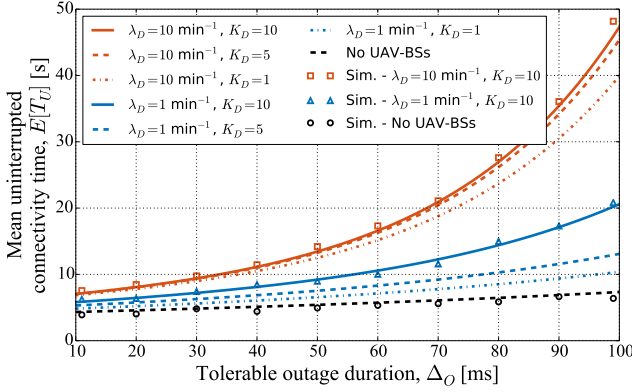 Mean uninterrupted
connectivity time, E[T_U] [s]
50
40
30
20
10
0
λ_D=10 min⁻¹, K_D=10
λ_D=10 min⁻¹, K_D=5
λ_D=10 min⁻¹, K_D=1
λ_D=1 min⁻¹, K_D=10
λ_D=1 min⁻¹, K_D=5
λ_D=1 min⁻¹, K_D=1
No UAV-BSs
Sim. - λ_D=10 min⁻¹, K_D=10
Sim. - λ_D=1 min⁻¹, K_D=10
Sim. - No UAV-BSs
10 20 30 40 50 60 70 80 90 100
Tolerable outage duration, Δ_O [ms]